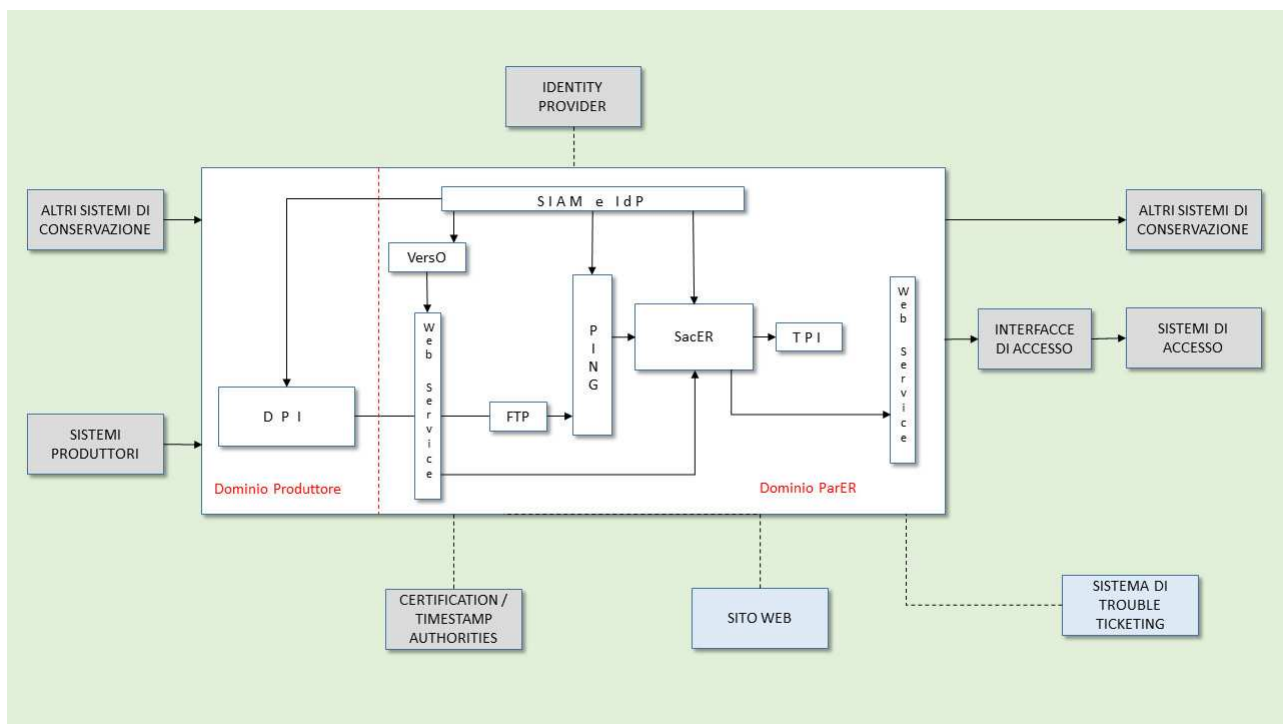 IDENTITY
PROVIDER
ALTRI SISTEMI DI
CONSERVAZIONE
SIAM e IdP
ALTRI SISTEMI DI
CONSERVAZIONE
VersO
Web Service
PING
SacER
TPI
Web Service
INTERFACCE
DI ACCESSO
SISTEMI DI
ACCESSO
DPI
FTP
SISTEMI
PRODUTTORI
Dominio Produttore
Dominio ParER
CERTIFICATION /
TIMESTAMP
AUTHORITIES
SITO WEB
SISTEMA DI
TROUBLE
TICKETING